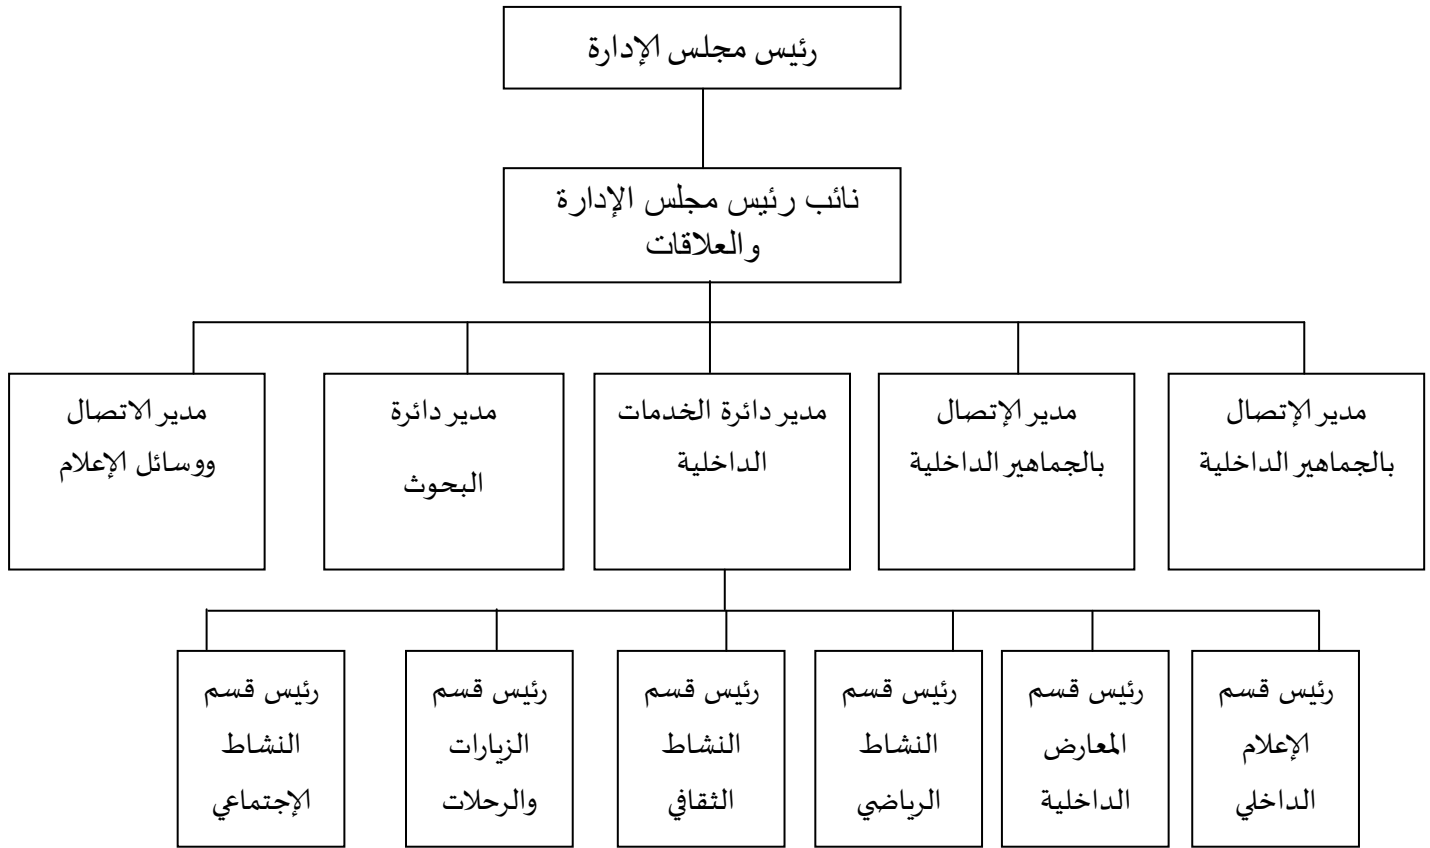 رئيس مجلس الإدارة
نائب رئيس مجلس الإدارة
والعلاقات
مدير الإتصال
بالجماهير الداخلية
مدير الإتصال
بالجماهير الداخلية
مدير دائرة الخدمات
الداخلية
مدير دائرة
البحوث
مدير الاتصال
ووسائل الإعلام
رئيس قسم
الإعلام
الداخلي
رئيس قسم
المعارض
الداخلية
رئيس قسم
النشاط
الرياضي
رئيس قسم
النشاط
الثقافي
رئيس قسم
الزيارات
والرحلات
رئيس قسم
النشاط
الإجتماعي